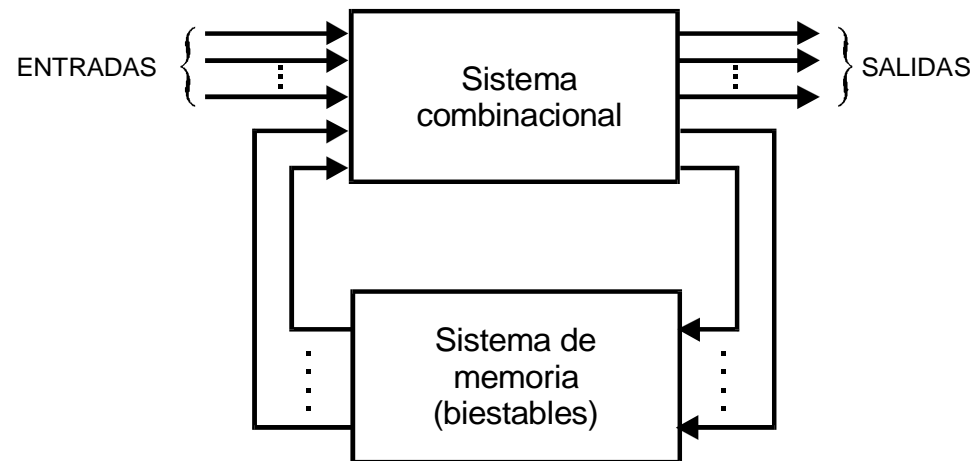 ENTRADAS
Sistema
combinacional
SALIDAS
Sistema de
memoria
(biestables)